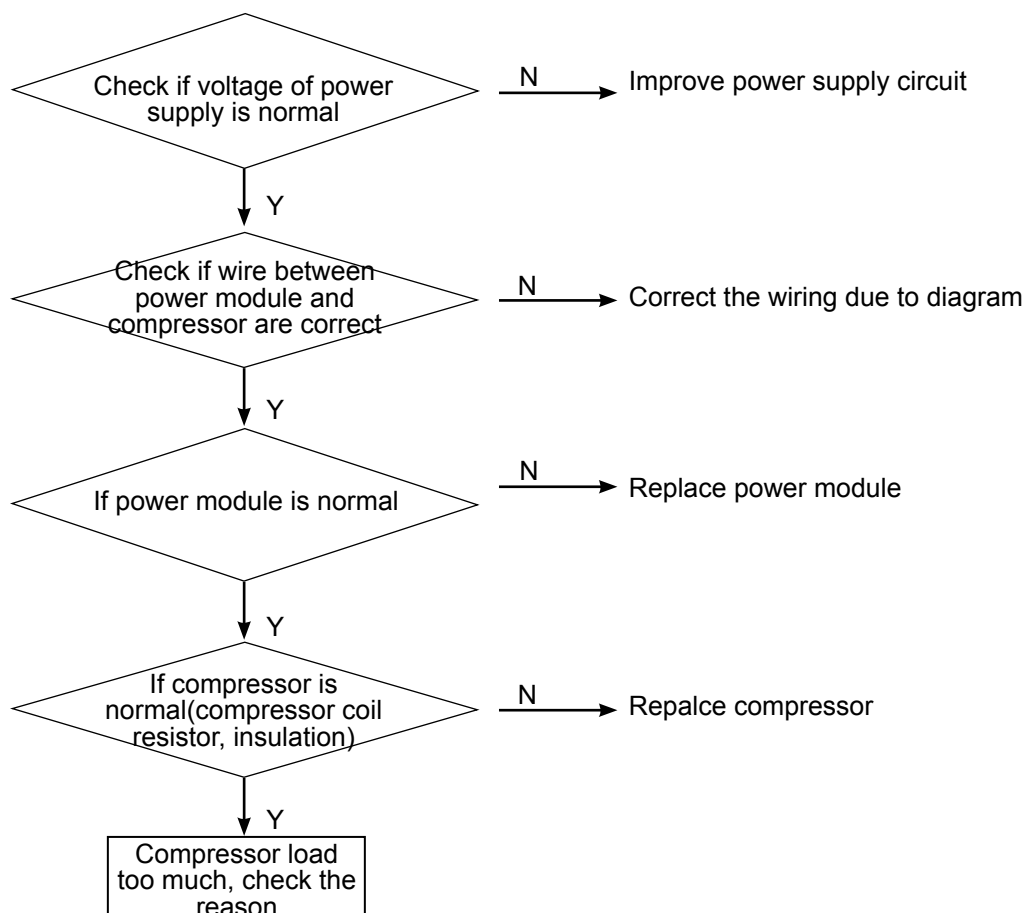 Check if voltage of power
supply is normal
N
Improve power supply circuit
Y
Check if wire between
power module and
compressor are correct
N
Correct the wiring due to diagram
Y
If power module is normal
N
Replace power module
Y
If compressor is
normal(compressor coil
resistor, insulation)
N
Repalce compressor
Y
Compressor load
too much, check the
reason